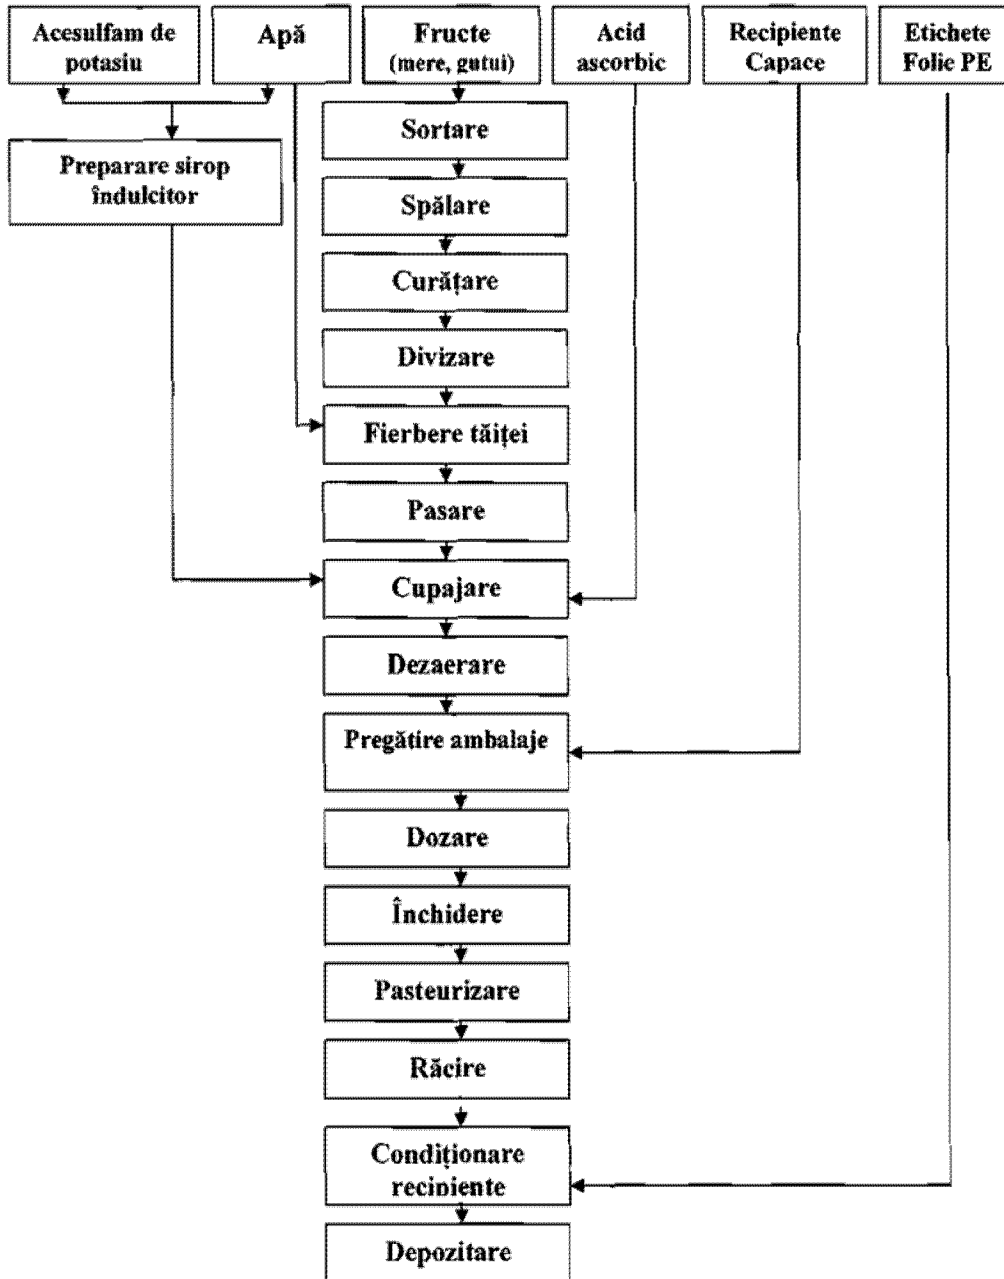 Acesulfam de
potasiu
Apă
Fructe
(mere, gutui)
Acid
ascorbic
Recipiente
Capace
Etichete
Folie PE
Sortare
Preparare sirop
îndulcitor
Spălare
Curățare
Divizare
Fierbere tăiței
Pasare
Cupajare
Dezaerare
Pregătire ambalaje
Dozare
Închidere
Pasteurizare
Răcire
Condiționare
recipiente
Depozitare